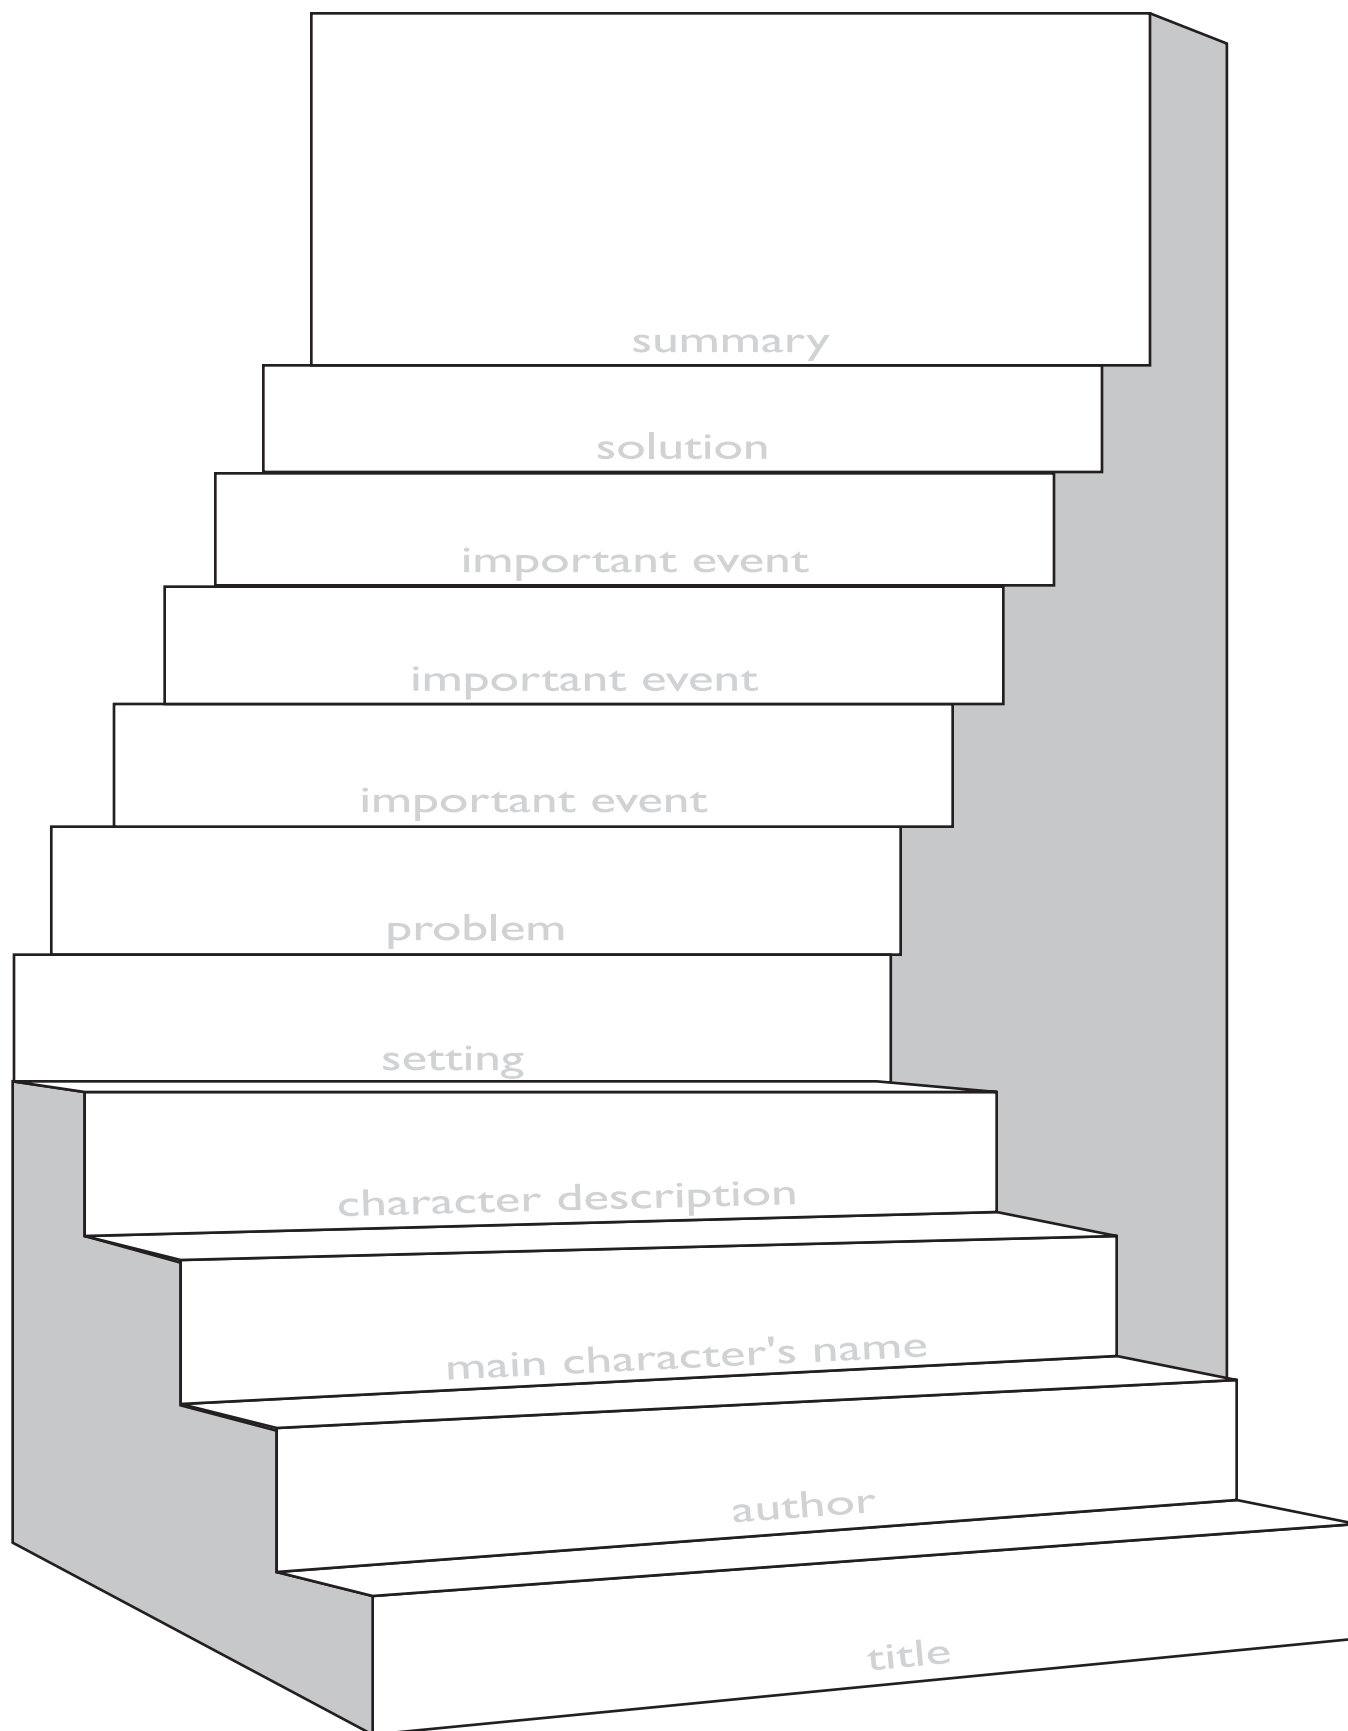 summary
solution
important event
important event
important event
problem
setting
character description
main character's name
author
title